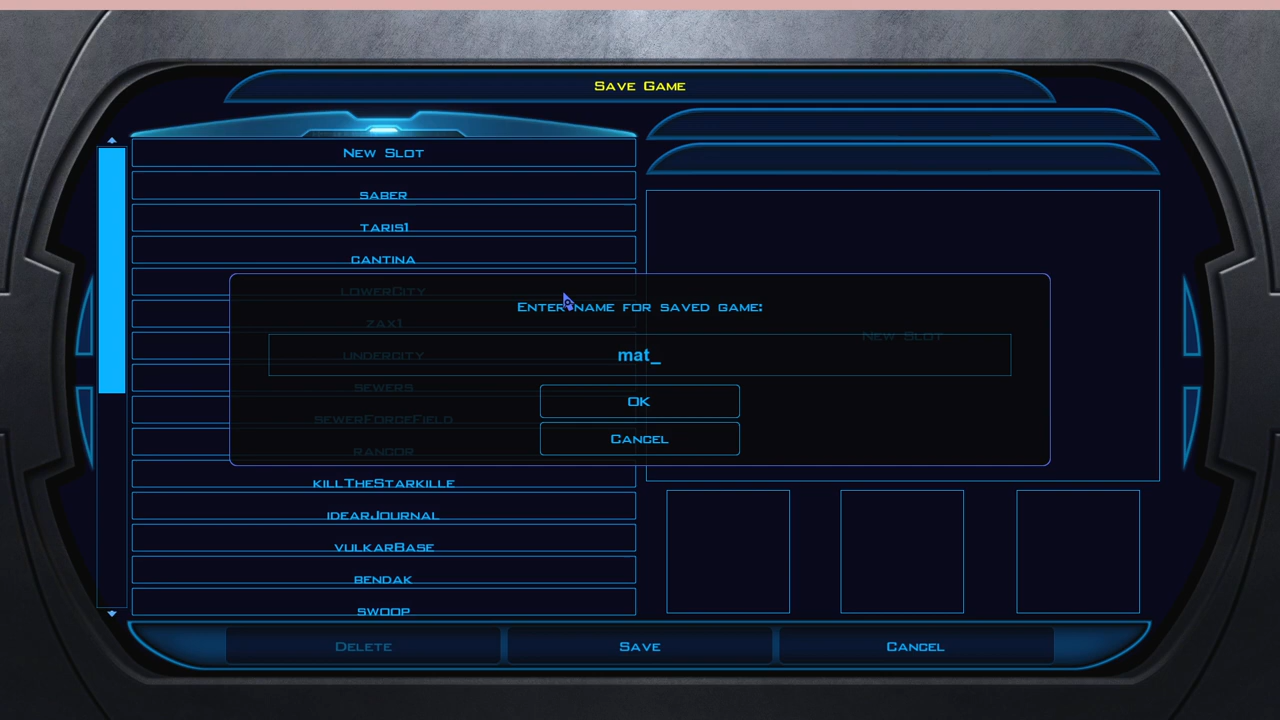 Save Game
New Slot
SABER
TARIS1
CANTINA
LOWERCITY
ZAX1
UNDERCITY
SEWERS
SEWERFORCEFIELD
RANCOR
KILLTHESTARKILLE
IDEARJOURNAL
VULKARBASE
BENDAK
SWOOP
New Slot
Enter name for saved game:
mat_
OK
Cancel
Delete
Save
Cancel